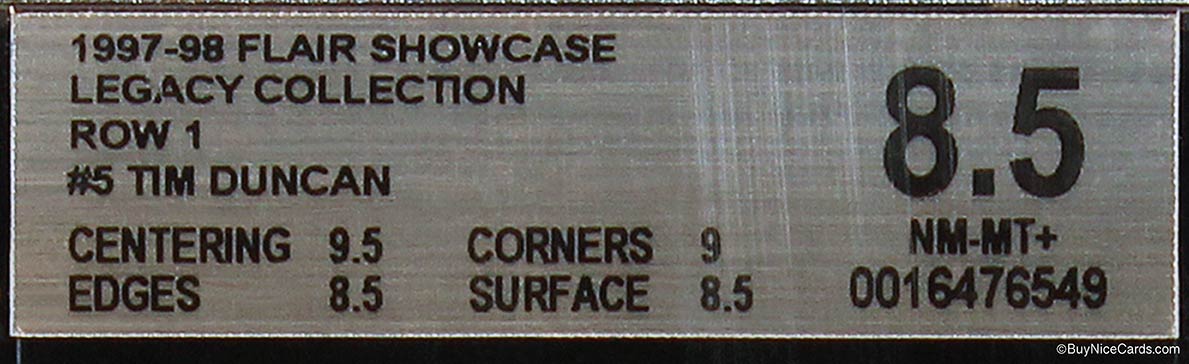 1997-98 FLAIR SHOWCASE
LEGACY COLLECTION
ROW 1
#5 TIM DUNCAN
CENTERING 9.5 CORNERS 9
EDGES 8.5 SURFACE 8.5
8.5
NM-MT+
0016476549
©BuyNiceCards.com